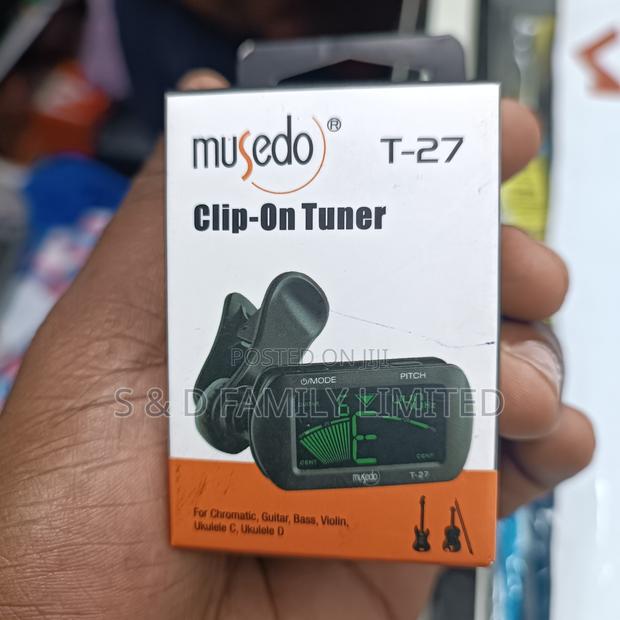 musedo®
T-27
Clip-On Tuner
POSTED ON JIJI
⏻/MODE
PITCH
S & D FAMILY LIMITED
6
E
CENT
CENT
musedo
T-27
For Chromatic, Guitar, Bass, Violin,
Ukulele C, Ukulele D